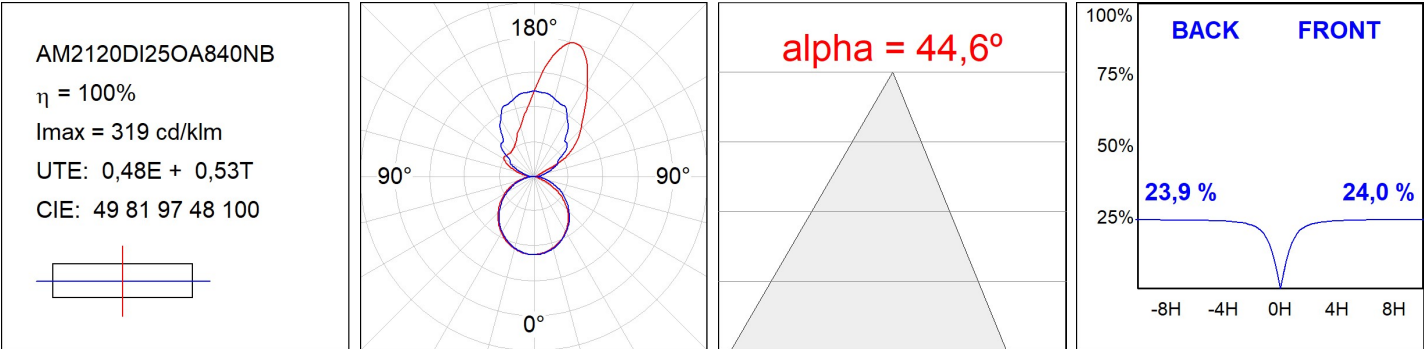 AM2120DI25OA840NB
η = 100%
Imax = 319 cd/klm
UTE: 0,48E + 0,53T
CIE: 49 81 97 48 100
180°
90° 90°
0°
alpha = 44,6º
100%
BACK FRONT
75%
50%
23,9 % 24,0 %
25%
-8H -4H 0H 4H 8H